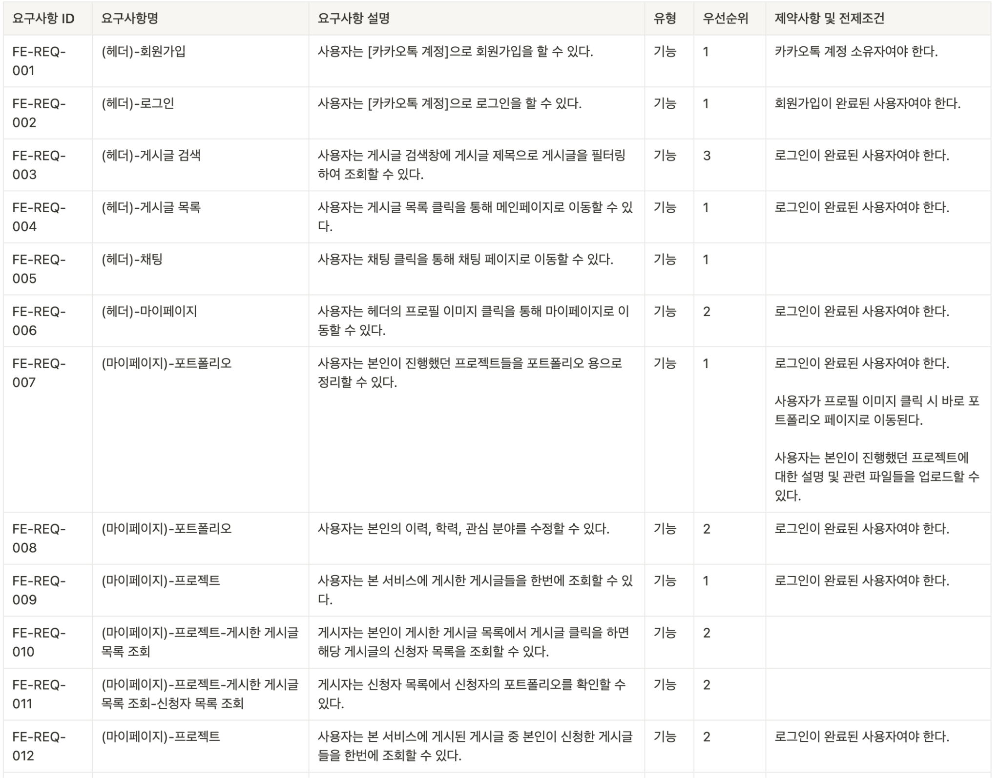 요구사항 ID 요구사항명 요구사항 설명 유형 우선순위 제약사항 및 전제조건
FE-REQ- (헤더)-회원가입 사용자는 [카카오톡 계정]으로 회원가입을 할 수 있다. 기능 1 카카오톡 계정 소유자여야 한다.
001
FE-REQ- (헤더)-로그인 사용자는 [카카오톡 계정]으로 로그인을 할 수 있다. 기능 1 회원가입이 완료된 사용자여야 한다.
002
FE-REQ- (헤더)-게시글 검색 사용자는 게시글 검색창에 게시글 제목으로 게시글을 필터링 기능 3 로그인이 완료된 사용자여야 한다.
003 하여 조회할 수 있다.
FE-REQ- (헤더)-게시글 목록 사용자는 게시글 목록 클릭을 통해 메인페이지로 이동할 수 있 기능 1 로그인이 완료된 사용자여야 한다.
004 다.
FE-REQ- (헤더)-채팅 사용자는 채팅 클릭을 통해 채팅 페이지로 이동할 수 있다. 기능 1
005
FE-REQ- (헤더)-마이페이지 사용자는 헤더의 프로필 이미지 클릭을 통해 마이페이지로 이 기능 2 로그인이 완료된 사용자여야 한다.
006 동할 수 있다.
FE-REQ- (마이페이지)-포트폴리오 사용자는 본인이 진행했던 프로젝트들을 포트폴리오 용으로 기능 1 로그인이 완료된 사용자여야 한다.
007 정리할 수 있다.
사용자가 프로필 이미지 클릭 시 바로 포
트폴리오 페이지로 이동된다.
사용자는 본인이 진행했던 프로젝트에
대한 설명 및 관련 파일들을 업로드할 수
있다.
FE-REQ- (마이페이지)-포트폴리오 사용자는 본인의 이력, 학력, 관심 분야를 수정할 수 있다. 기능 2 로그인이 완료된 사용자여야 한다.
008
FE-REQ- (마이페이지)-프로젝트 사용자는 본 서비스에 게시한 게시글들을 한번에 조회할 수 있 기능 1 로그인이 완료된 사용자여야 한다.
009 다.
FE-REQ- (마이페이지)-프로젝트-게시한 게시글 게시자는 본인이 게시한 게시글 목록에서 게시글 클릭을 하면 기능 2
010 목록 조회 해당 게시글의 신청자 목록을 조회할 수 있다.
FE-REQ- (마이페이지)-프로젝트-게시한 게시글 게시자는 신청자 목록에서 신청자의 포트폴리오를 확인할 수 기능 2
011 목록 조회-신청자 목록 조회 있다.
FE-REQ- (마이페이지)-프로젝트 사용자는 본 서비스에 게시된 게시글 중 본인이 신청한 게시글 기능 2 로그인이 완료된 사용자여야 한다.
012 들을 한번에 조회할 수 있다.